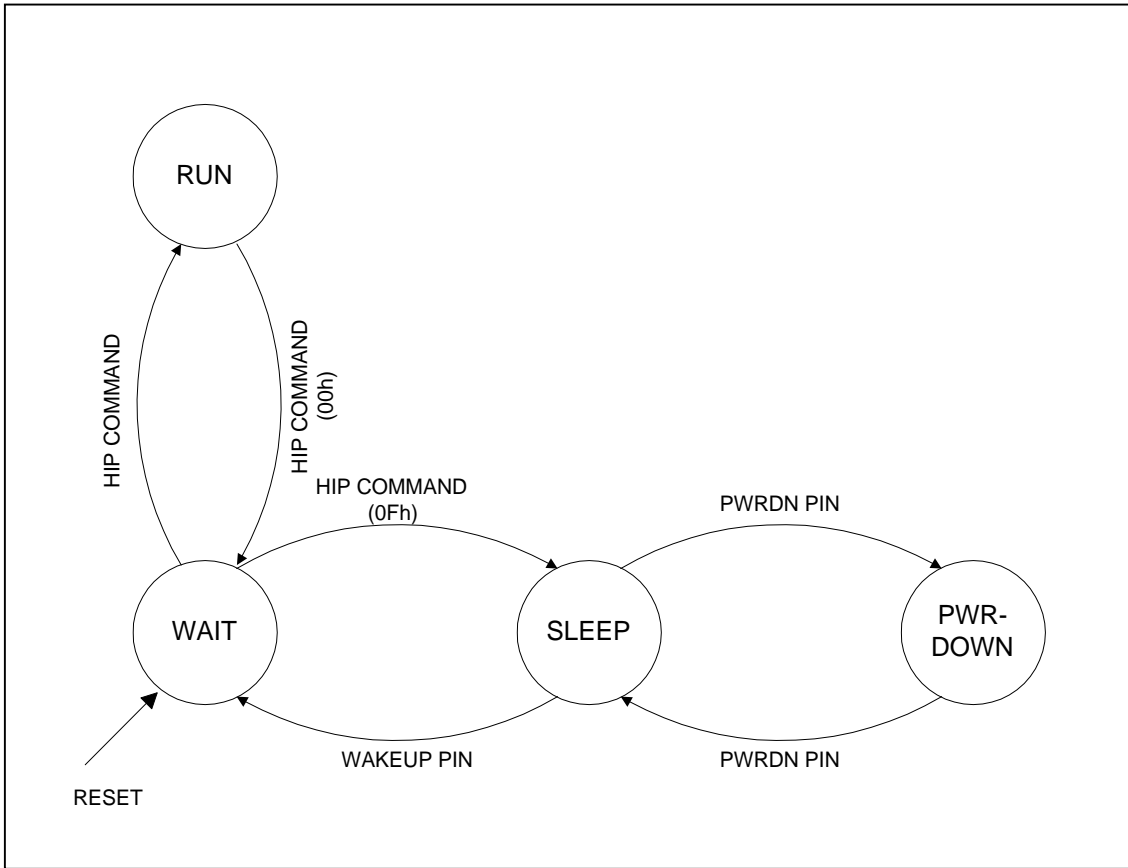 RUN
HIP COMMAND
HIP COMMAND
(00h)
HIP COMMAND
(0Fh)
PWRDN PIN
WAIT
SLEEP
PWR-
DOWN
WAKEUP PIN
PWRDN PIN
RESET